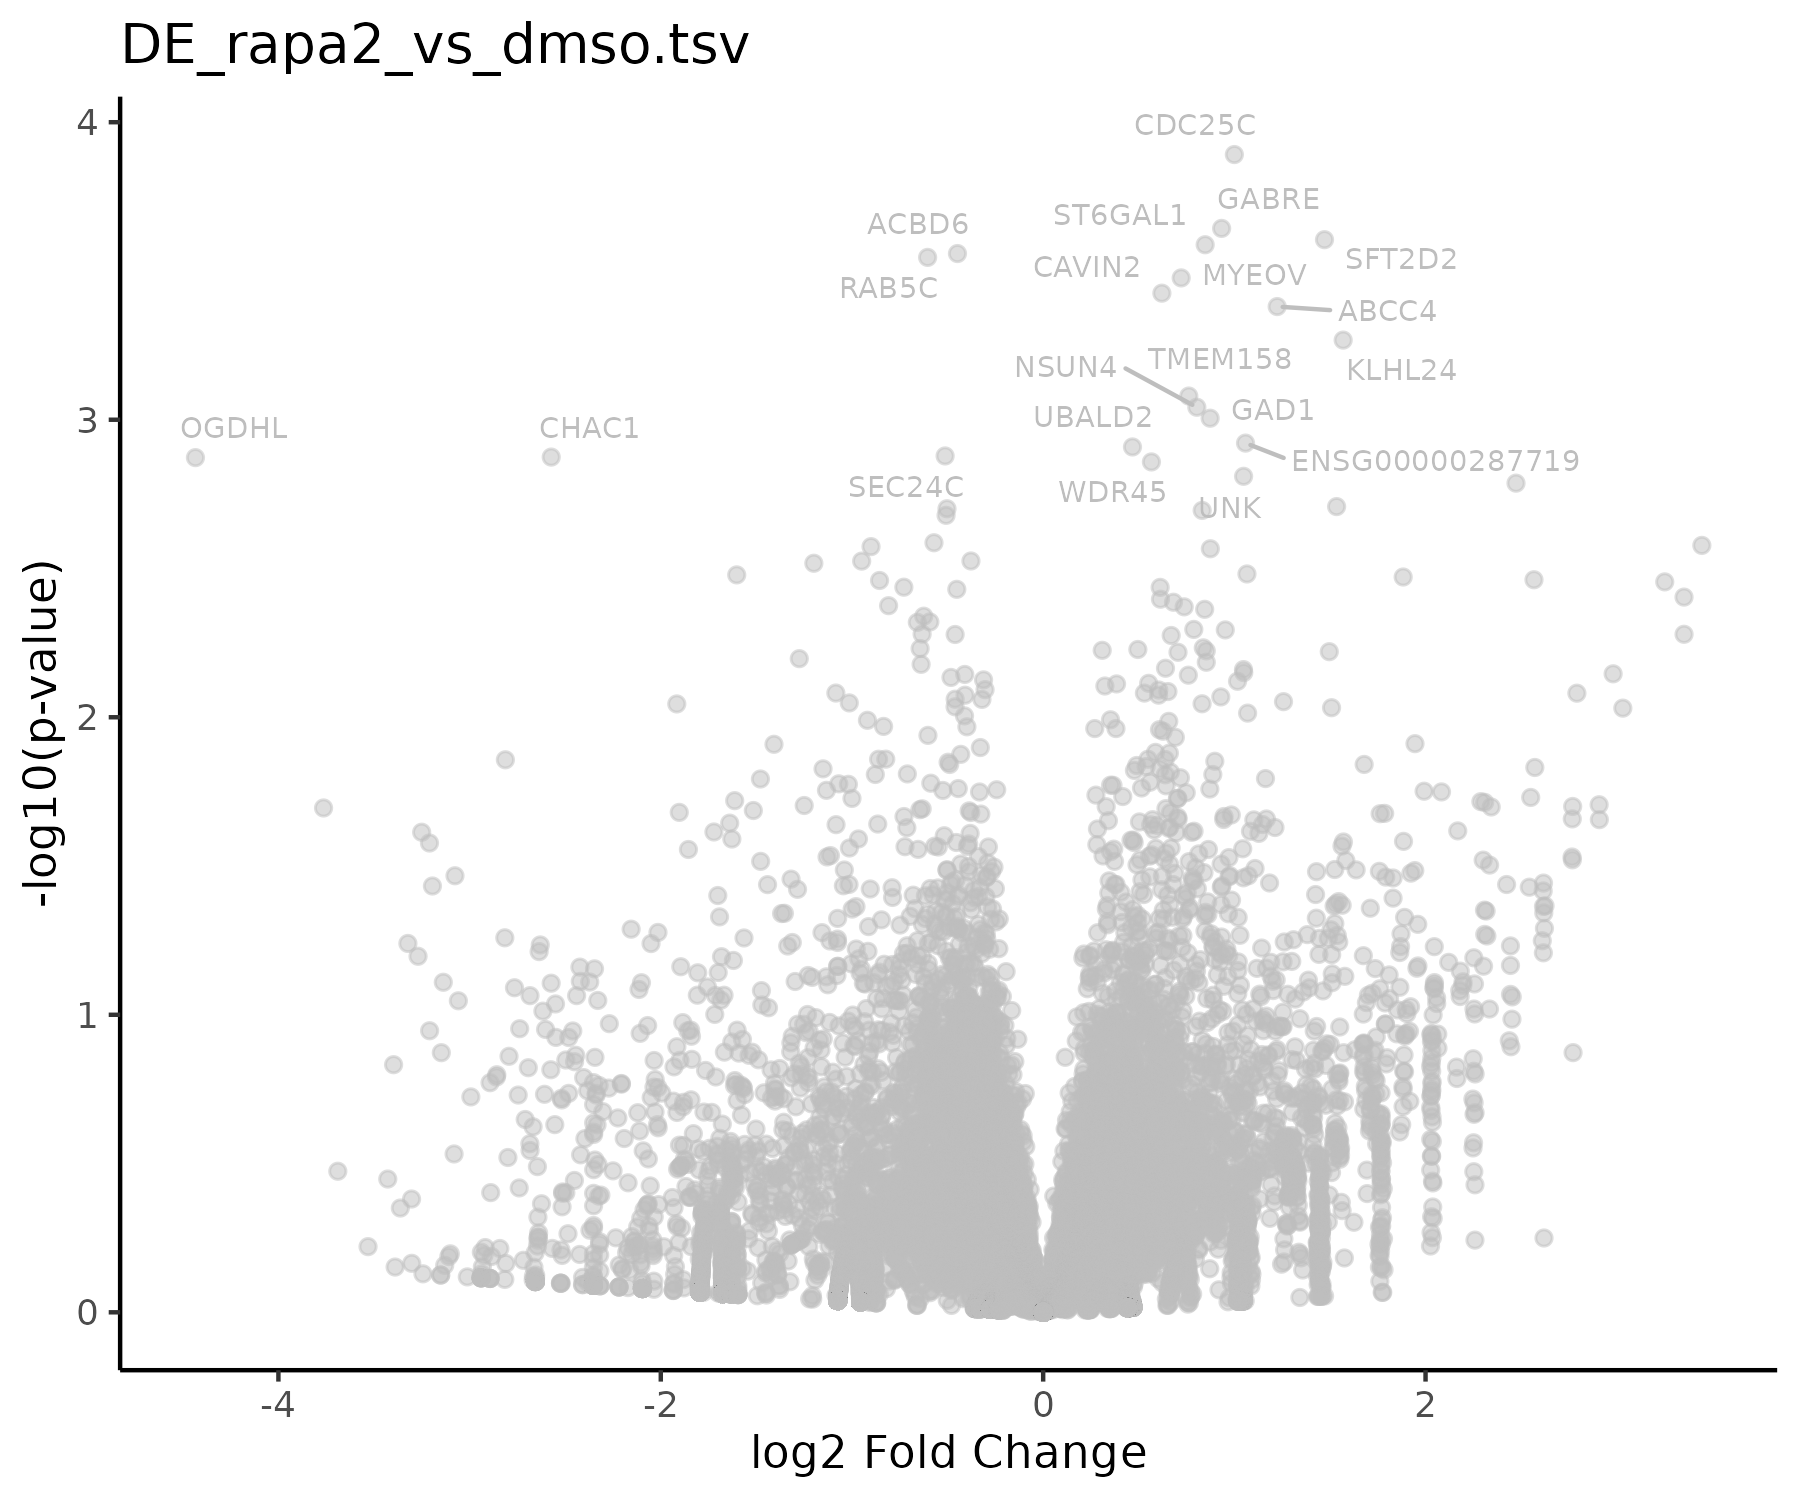 DE_rapa2_vs_dmso.tsv
4
CDC25C
GABRE
ST6GAL1
ACBD6
SFT2D2
CAVIN2
MYEOV
RAB5C
ABCC4
TMEM158
NSUN4
KLHL24
3
GAD1
UBALD2
OGDHL
CHAC1
ENSG00000287719
SEC24C
WDR45
UNK
-log10(p-value)
2
1
0
-4
-2
0
2
log2 Fold Change